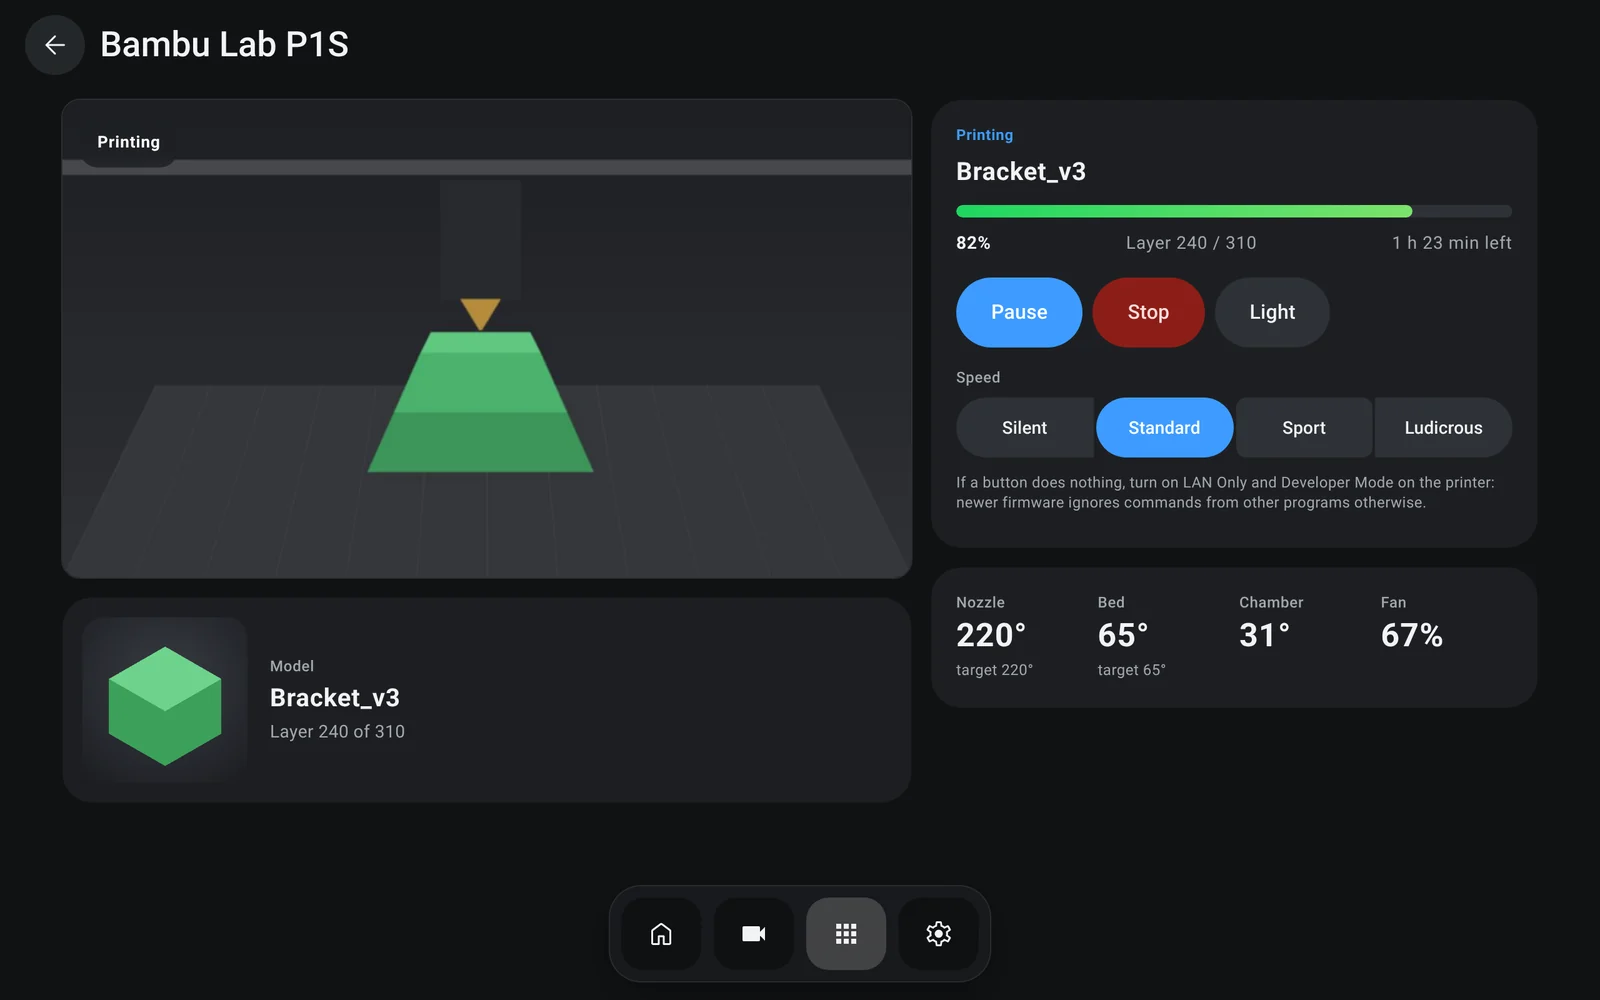 Bambu Lab P1S
Printing
Printing
Bracket_v3
82%
Layer 240 / 310
1 h 23 min left
Pause
Stop
Light
Speed
Silent
Standard
Sport
Ludicrous
If a button does nothing, turn on LAN Only and Developer Mode on the printer:
newer firmware ignores commands from other programs otherwise.
Model
Bracket_v3
Layer 240 of 310
Nozzle
220°
target 220°
Bed
65°
target 65°
Chamber
31°
Fan
67%